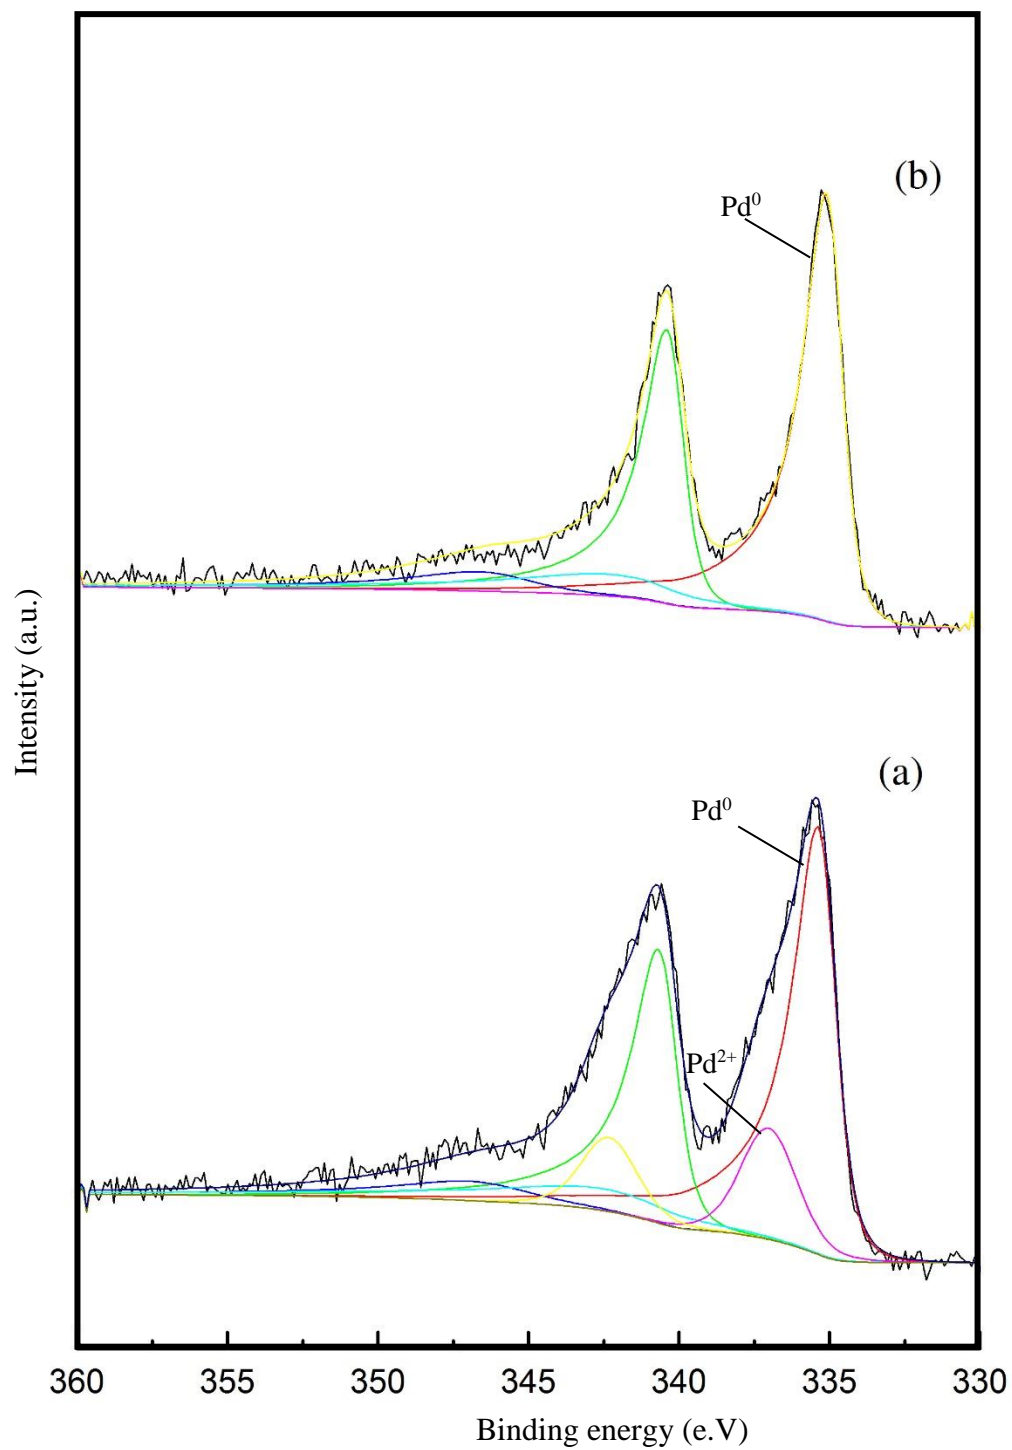 (b)
Pd⁰
Intensity (a.u.)
(a)
Pd⁰
Pd²⁺
360 355 350 345 340 335 330
Binding energy (e.V)